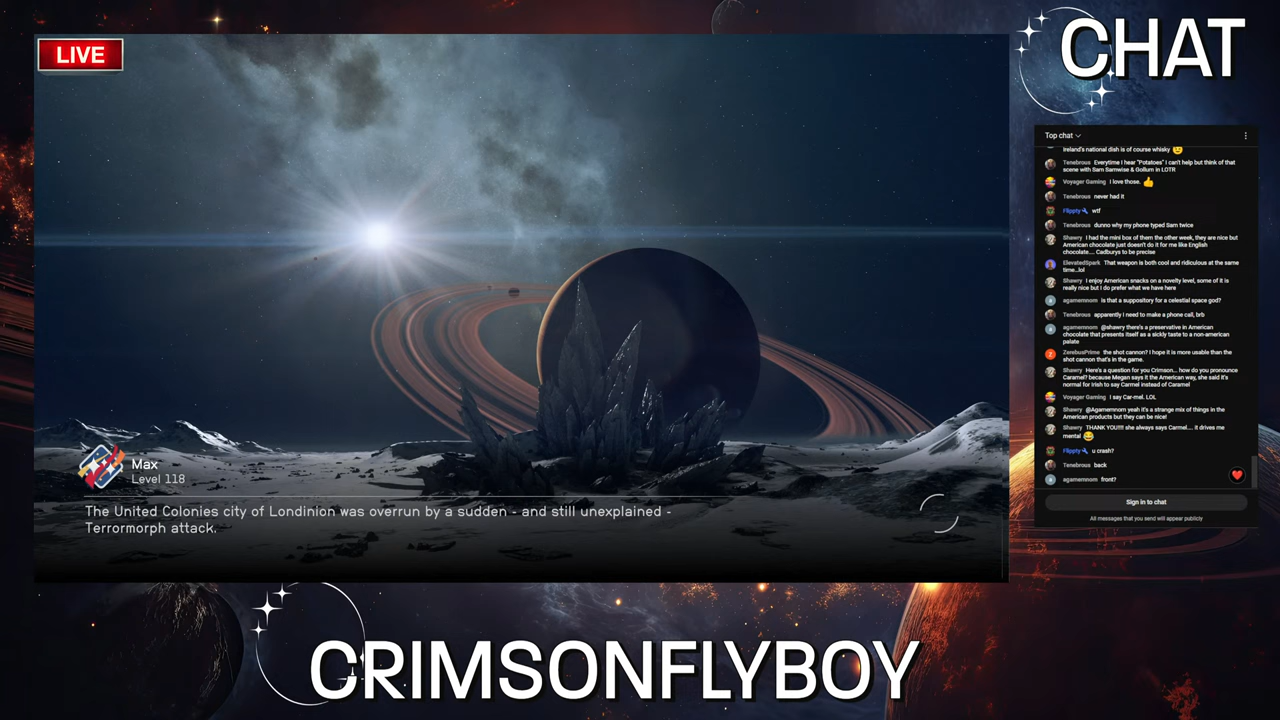 LIVE
CHAT
Top chat
Ireland's national dish is of course whisky
Tenebrous Everytime I hear "Potatoes" I can't help but think of that
scene with Sam Samwise & Gollum in LOTR
Voyager Gaming I love those.
Tenebrous never had it
Flippty wtf
Tenebrous dunno why my phone typed Sam twice
Shawry I had the mini box of them the other week, they are nice but
American chocolate just doesn't do it for me like English
chocolate.... Cadburys to be precise
ElevatedSpark That weapon is both cool and ridiculous at the same
time..lol
Shawry I enjoy American snacks on a novelty level, some of it is
really nice but I do prefer what we have here
agamemnom is that a suppository for a celestial space god?
Tenebrous apparently I need to make a phone call, brb
agamemnom @shawry there's a preservative in American
chocolate that presents itself as a sickly taste to a non-american
palate
ZerebusPrime the shot cannon? I hope it is more usable than the
shot cannon that's in the game.
Shawry Here's a question for you Crimson... how do you pronounce
Caramel? because Megan says it the American way, she said it's
normal for Irish to say Carmel instead of Caramel
Voyager Gaming I say Car-mel. LOL
Shawry @Agamemnom yeah it's a strange mix of things in the
American products but they can be nice!
Shawry THANK YOU!!!! she always says Carmel.... it drives me
mental
Flippty u crash?
Tenebrous back
agamemnom front?
Sign in to chat
All messages that you send will appear publicly
Max
Level 118
The United Colonies city of Londinion was overrun by a sudden - and still unexplained -
Terrormorph attack.
CRIMSONFLYBOY